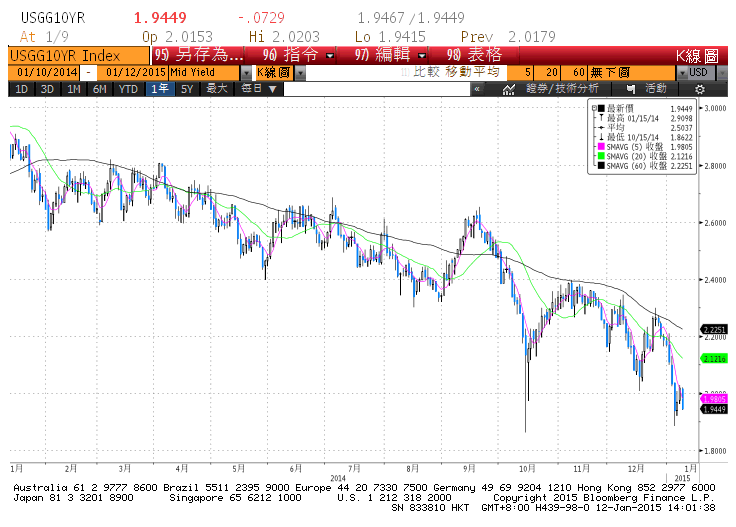 USGG10YR 1.9449 -.0729 1.9467 / 1.9449
At 1/9 Op 2.0153 Hi 2.0203 Lo 1.9415 Prev 2.0179
USGG10YR Index 95) 另存為... 96) 指令 97) 編輯 98) 表格 K線圖
01/10/2014 - 01/12/2015 Mid Yield K線圖 比較 移動平均 5 20 60 無下圖 USD
1D 3D 1M 6M YTD 1年 5Y 最大 每日 ▼ « 證券/技術分析 活動
最新價 1.9449
最高 01/15/14 2.9098
平均 2.5037
最低 10/15/14 1.8622
SMAVG (5) 收盤 1.9805
SMAVG (20) 收盤 2.1216
SMAVG (60) 收盤 2.2251
3.0000
2.8000
2.6000
2.4000
2.2251
2.2000
2.1216
2.0000
1.9805
1.9449
1.8000
1月 2月 3月 4月 5月 6月 7月 8月 9月 10月 11月 12月 1月
2014 2015
Australia 61 2 9777 8600 Brazil 5511 2395 9000 Europe 44 20 7330 7500 Germany 49 69 9204 1210 Hong Kong 852 2977 6000
Japan 81 3 3201 8900 Singapore 65 6212 1000 U.S. 1 212 318 2000 Copyright 2015 Bloomberg Finance L.P.
SN 833810 HKT GMT+8:00 H439-98-0 12-Jan-2015 14:01:38